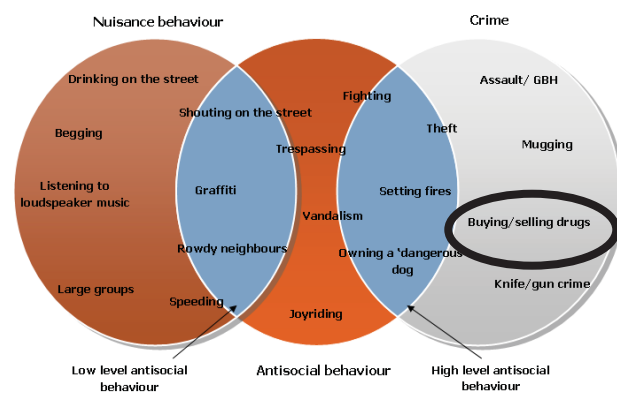 Nuisance behaviour
Crime
Drinking on the street
Assault/ GBH
Fighting
Shouting on the street
Theft
Begging
Mugging
Trespassing
Listening to
loudspeaker music
Graffiti
Setting fires
Vandalism
Buying/selling drugs
Rowdy neighbours
Owning a 'dangerous
dog
Large groups
Knife/gun crime
Speeding
Joyriding
Low level antisocial
behaviour
Antisocial behaviour
High level antisocial
behaviour